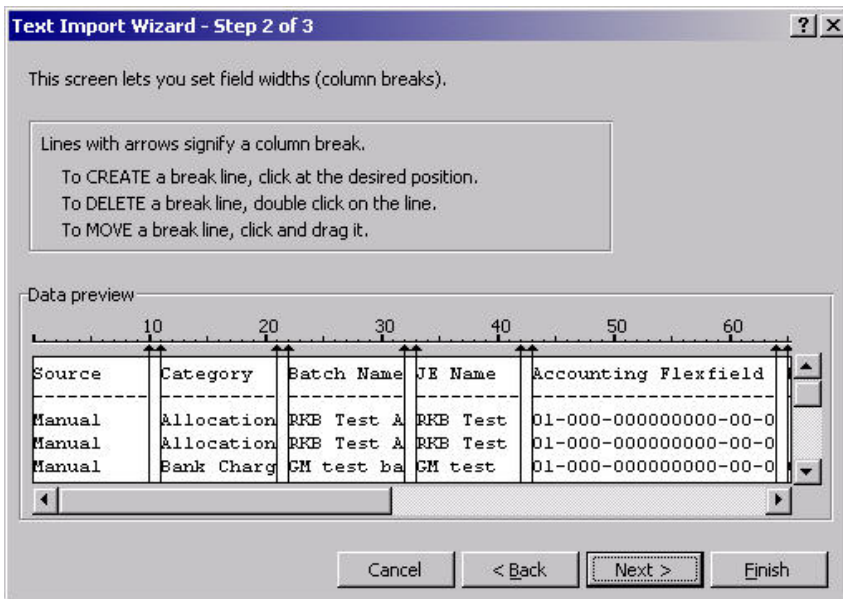 Text Import Wizard - Step 2 of 3
This screen lets you set field widths (column breaks).
Lines with arrows signify a column break.
To CREATE a break line, click at the desired position.
To DELETE a break line, double click on the line.
To MOVE a break line, click and drag it.
Data preview
10 20 30 40 50 60
Source Category Batch Name JE Name Accounting Flexfield
Manual Allocation RKB Test A RKB Test 01-000-000000000-00-0
Manual Allocation RKB Test A RKB Test 01-000-000000000-00-0
Manual Bank Charg GM test ba GM test 01-000-000000000-00-0
Cancel < Back Next > Finish